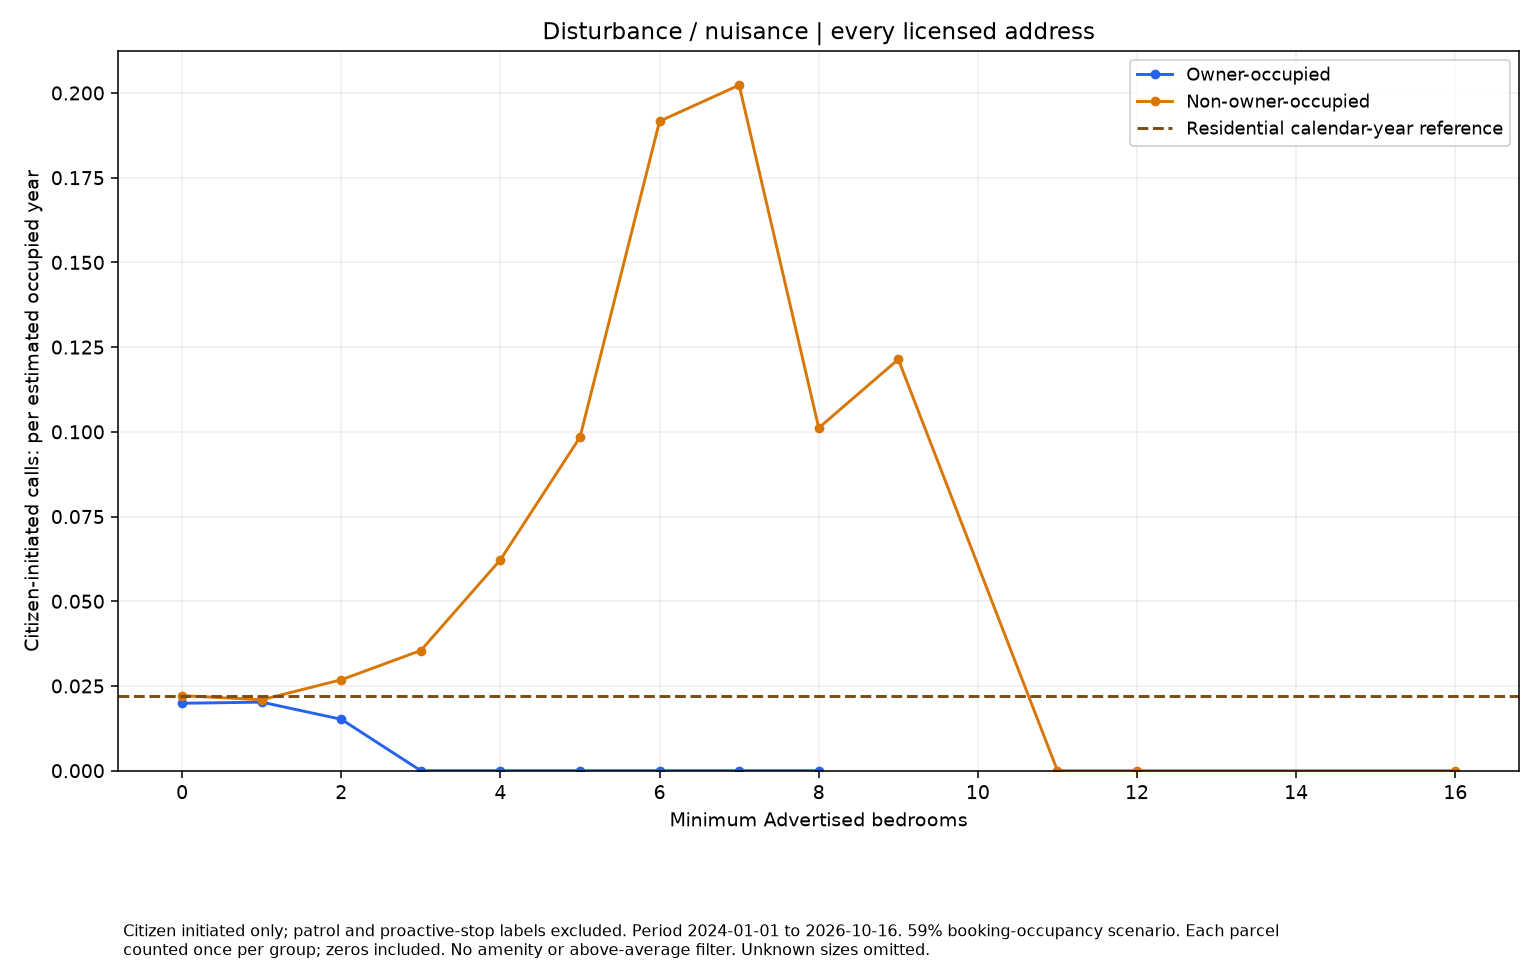 Disturbance / nuisance | every licensed address
Owner-occupied
Non-owner-occupied
Residential calendar-year reference
Citizen-initiated calls: per estimated occupied year
0.200
0.175
0.150
0.125
0.100
0.075
0.050
0.025
0.000
0 2 4 6 8 10 12 14 16
Minimum Advertised bedrooms
Citizen initiated only; patrol and proactive-stop labels excluded. Period 2024-01-01 to 2026-10-16. 59% booking-occupancy scenario. Each parcel
counted once per group; zeros included. No amenity or above-average filter. Unknown sizes omitted.